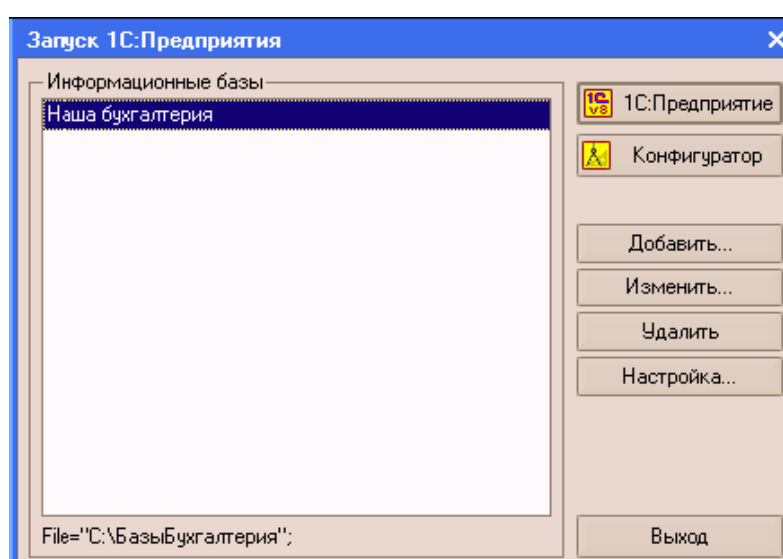 Запуск 1С:Предприятия
Информационные базы
Наша бухгалтерия
1С:Предприятие
Конфигуратор
Добавить...
Изменить...
Удалить
Настройка...
File="C:\БазыБухгалтерия";
Выход